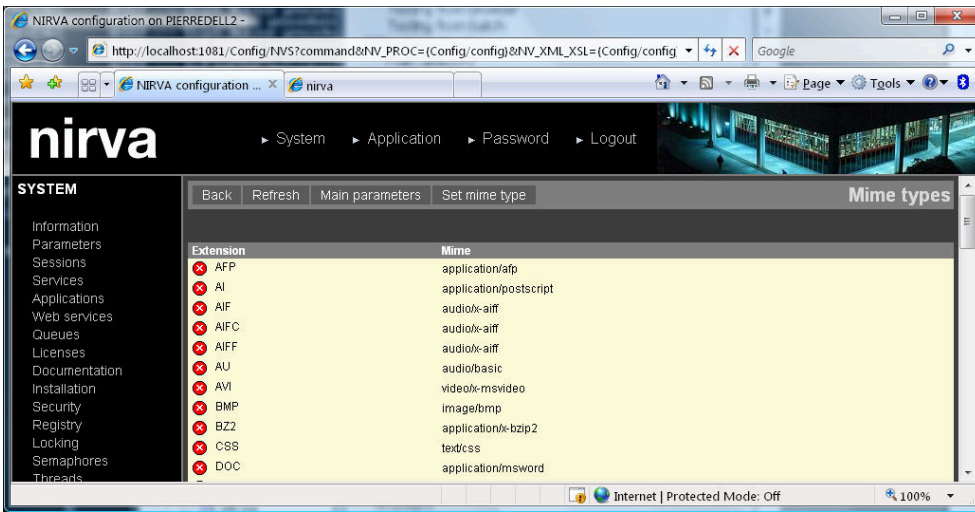 NIRVA configuration on PIERREDELL2 -
http://localhost:1081/Config/NVS?command&NV_PROC=(Config/config)&NV_XML_XSL=(Config/config
Google
NIRVA configuration ... X
nirva
Page
Tools
nirva
System
Application
Password
Logout
SYSTEM
Information
Parameters
Sessions
Services
Applications
Web services
Queues
Licenses
Documentation
Installation
Security
Registry
Locking
Semaphores
Threads
Back | Refresh | Main parameters | Set mime type
Mime types
Extension Mime
AFP application/afp
AI application/postscript
AIF audio/x-aiff
AIFC audio/x-aiff
AIFF audio/x-aiff
AU audio/basic
AVI video/x-msvideo
BMP image/bmp
BZ2 application/x-bzip2
CSS text/css
DOC application/msword
Internet | Protected Mode: Off
100%